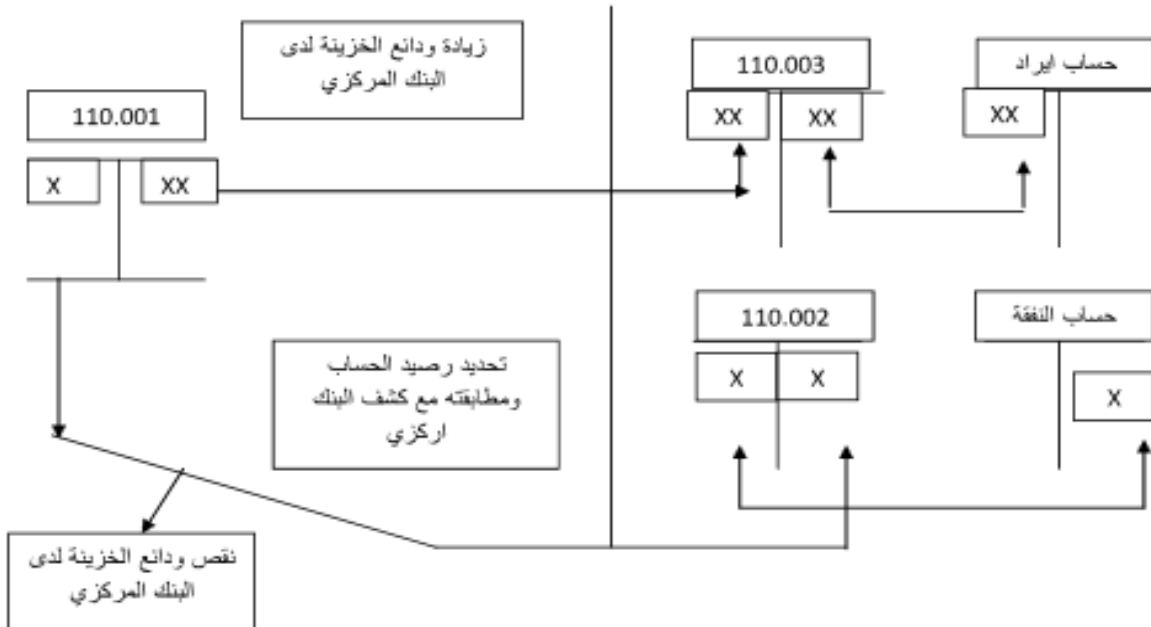 زيادة ودائع الخزينة لدى
البنك المركزي
110.003
حساب ايراد
110.001
XX
XX
XX
X
XX
110.002
حساب النفقة
تحديد رصيد الحساب
ومطابقته مع كشف البنك
اركزي
X
X
X
نقص ودائع الخزينة لدى
البنك المركزي